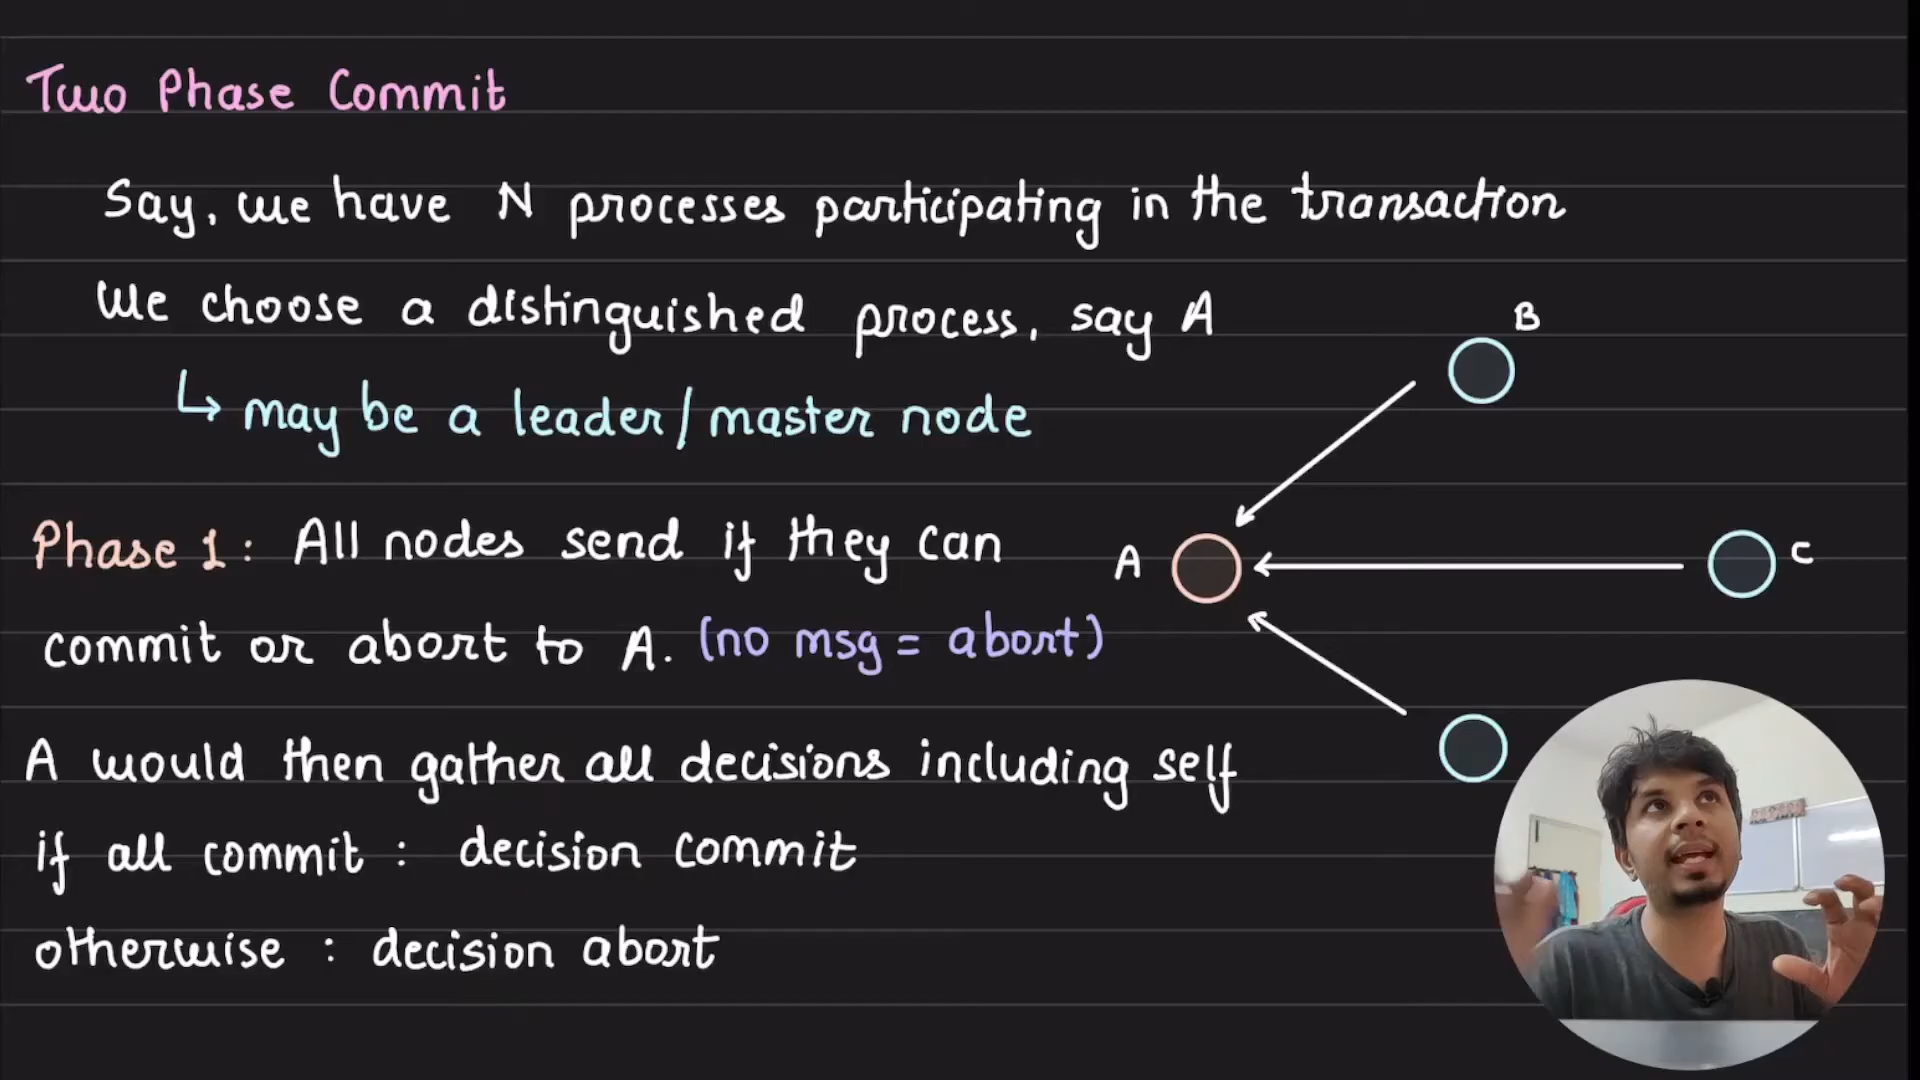 Two Phase Commit
Say, we have N processes participating in the transaction
We choose a distinguished process, say A
↳ may be a leader/master node
B
Phase 1: All nodes send if they can
A
C
commit or abort to A. (no msg = abort)
A would then gather all decisions including self
if all commit : decision commit
otherwise : decision abort